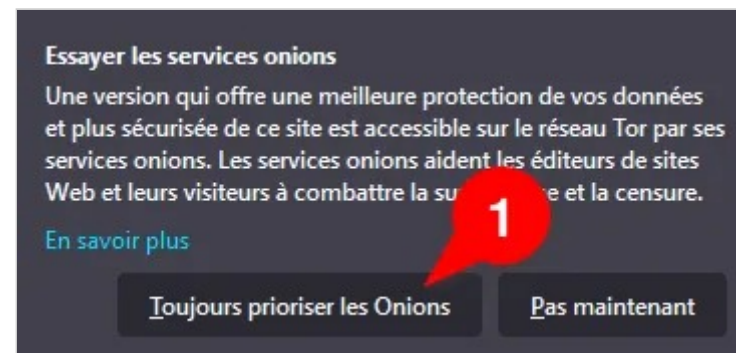 Essayer les services onions
Une version qui offre une meilleure protection de vos données
et plus sécurisée de ce site est accessible sur le réseau Tor par ses
services onions. Les services onions aident les éditeurs de sites
Web et leurs visiteurs à combattre la et la censure.
1
En savoir plus
Toujours prioriser les Onions
Pas maintenant